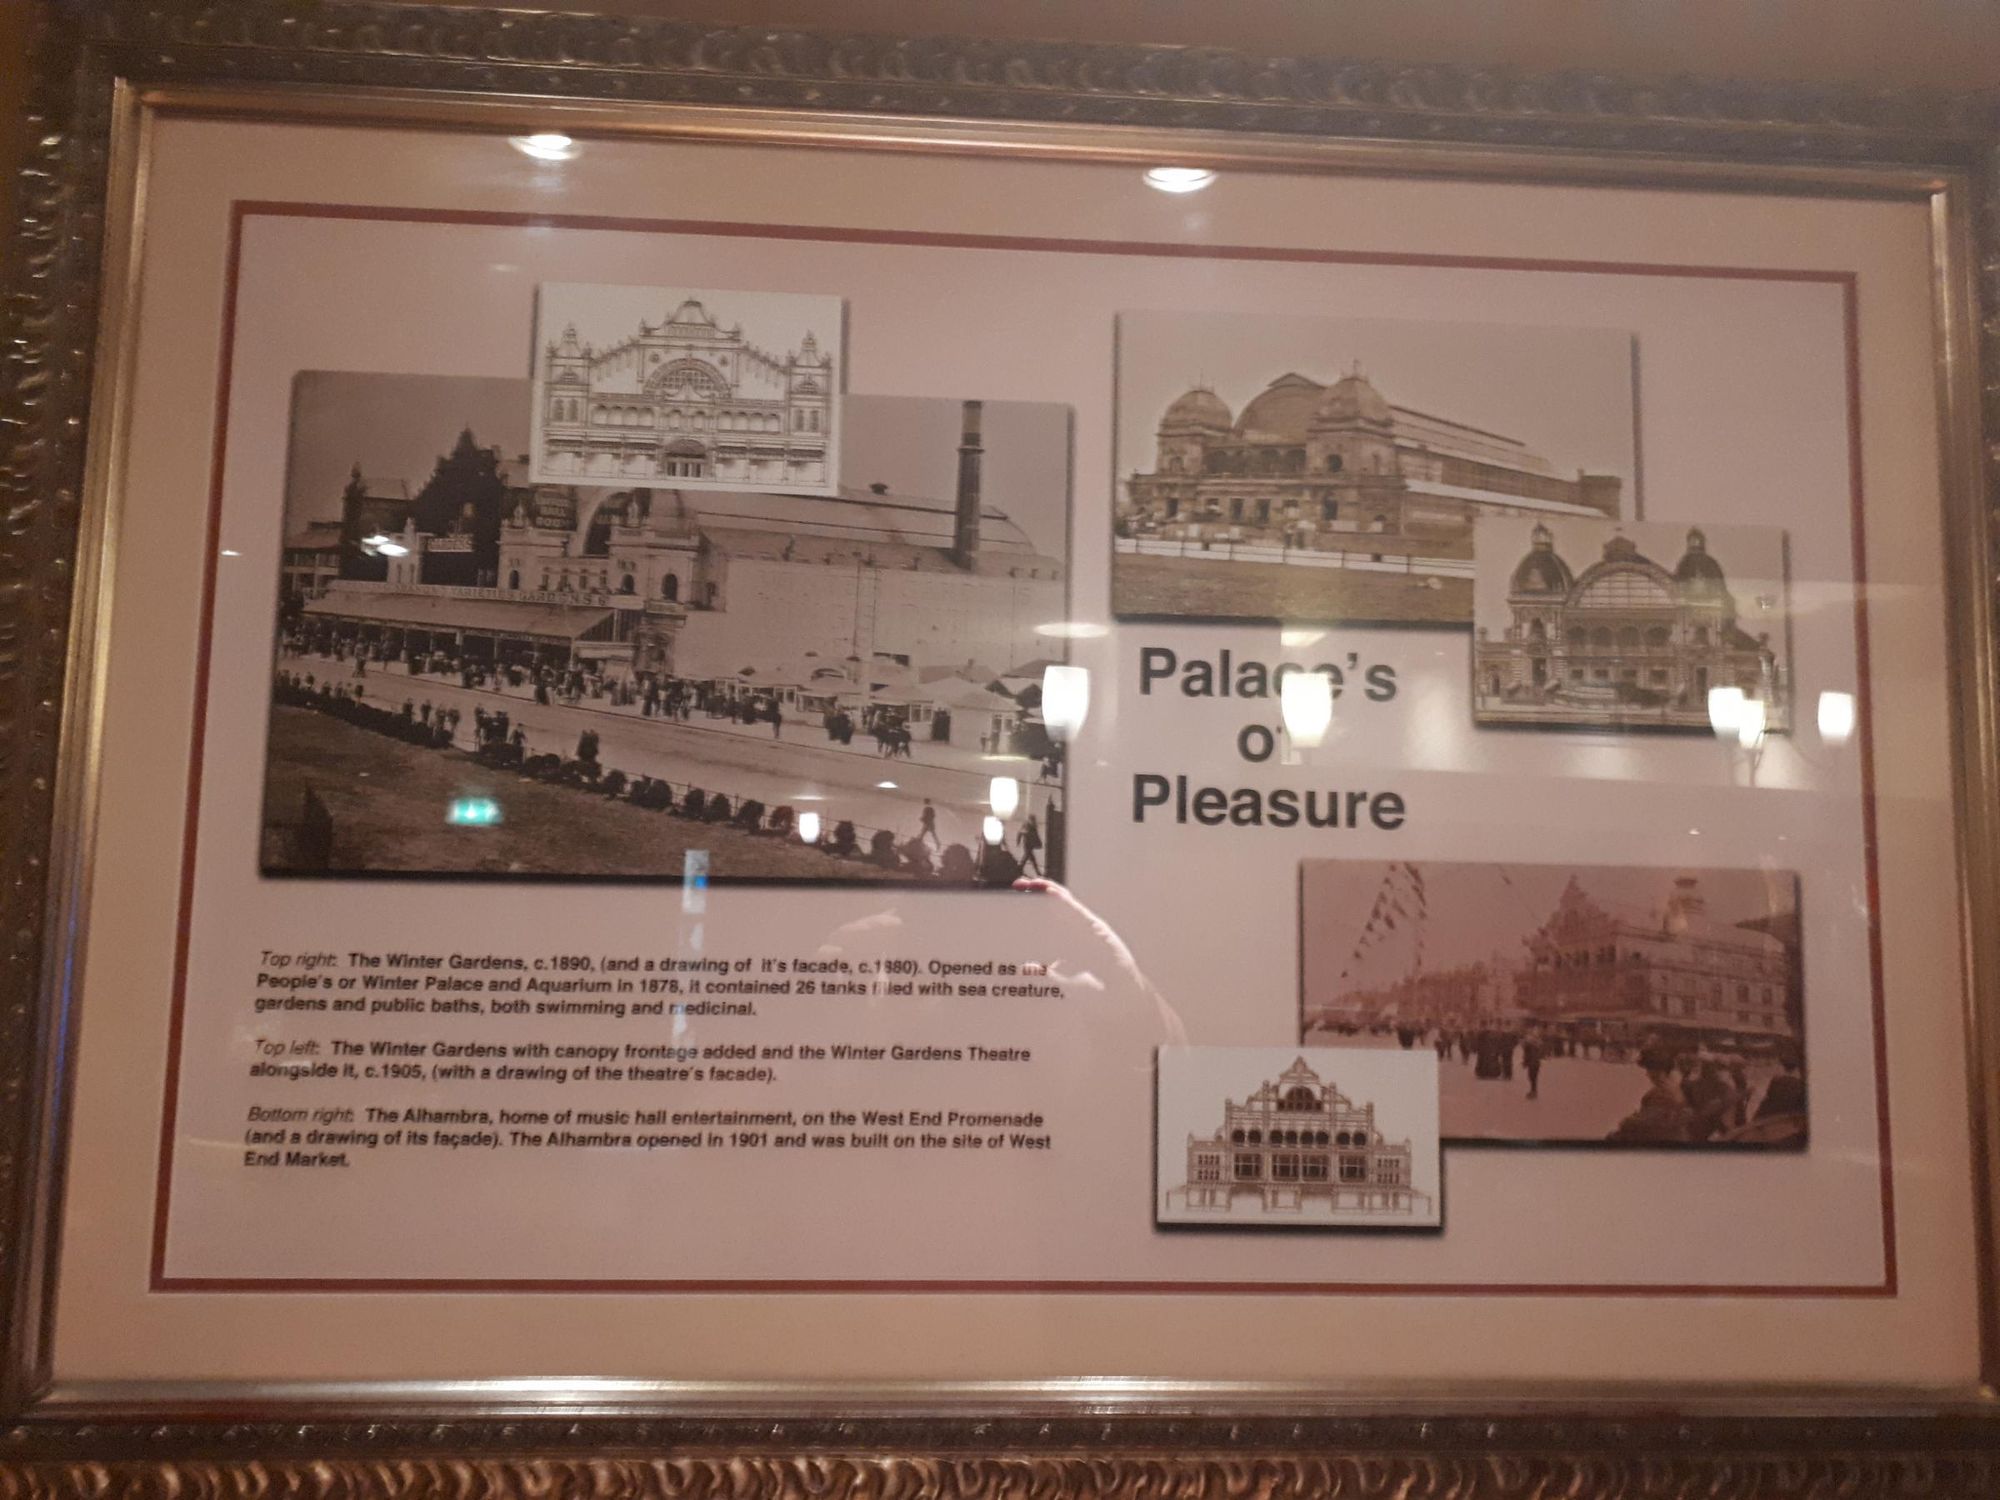 Palace's
of
Pleasure
Top right: The Winter Gardens, c.1890, (and a drawing of it's facade, c.1880). Opened as the
People's or Winter Palace and Aquarium in 1878, it contained 26 tanks filled with sea creature,
gardens and public baths, both swimming and medicinal.
Top left: The Winter Gardens with canopy frontage added and the Winter Gardens Theatre
alongside it, c.1905, (with a drawing of the theatre's facade).
Bottom right: The Alhambra, home of music hall entertainment, on the West End Promenade
(and a drawing of its façade). The Alhambra opened in 1901 and was built on the site of West
End Market.